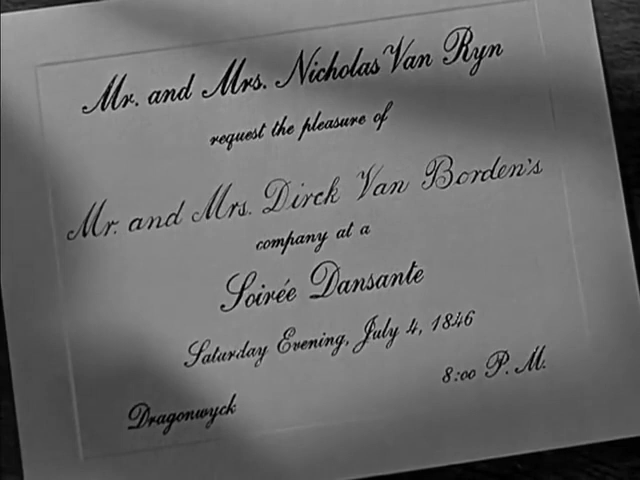 Mr. and Mrs. Nicholas Van Ryn
request the pleasure of
Mr. and Mrs. Dirck Van Borden's
company at a
Soirée Dansante
Saturday Evening, July 4, 1846
8:00 P. M.
Dragonwyck